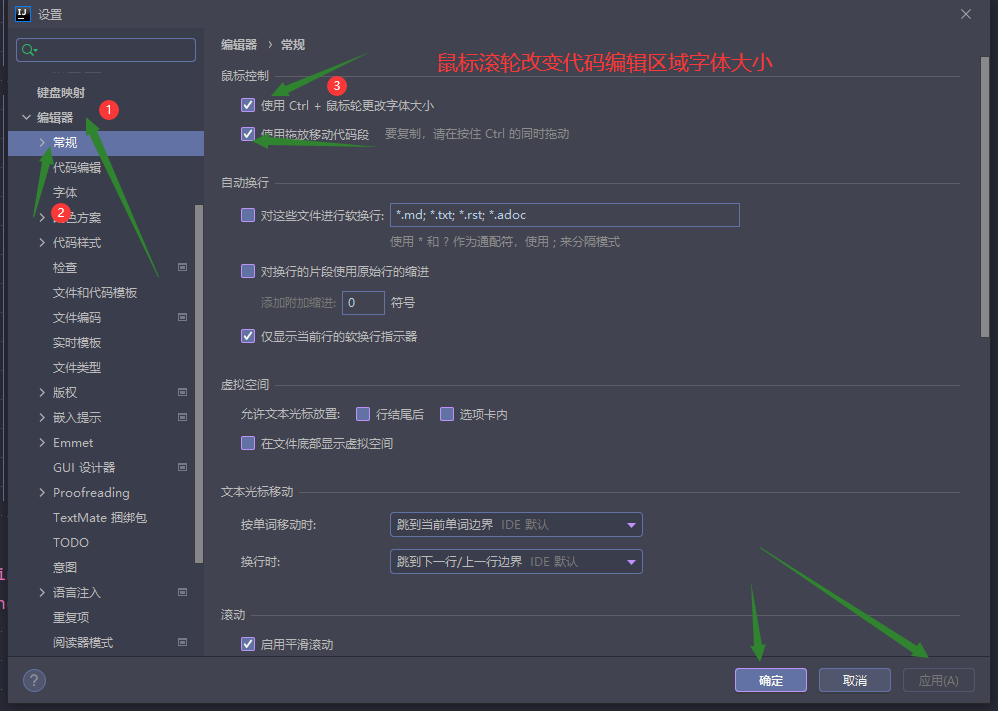 设置
键盘映射
编辑器
常规
代码编辑
字体
色方案
代码样式
检查
文件和代码模板
文件编码
实时模板
文件类型
版权
嵌入提示
Emmet
GUI 设计器
Proofreading
TextMate 捆绑包
TODO
意图
语言注入
重复项
阅读器模式
1
2
编辑器 › 常规
鼠标滚轮改变代码编辑区域字体大小
鼠标控制
3
使用 Ctrl + 鼠标轮更改字体大小
使用拖放移动代码段 要复制，请在按住 Ctrl 的同时拖动
自动换行
对这些文件进行软换行: *.md; *.txt; *.rst; *.adoc
使用 * 和 ? 作为通配符，使用 ; 来分隔模式
对换行的片段使用原始行的缩进
添加附加缩进: 0 符号
仅显示当前行的软换行指示器
虚拟空间
允许文本光标放置: 行结尾后 选项卡内
在文件底部显示虚拟空间
文本光标移动
按单词移动时: 跳到当前单词边界 IDE 默认
换行时: 跳到下一行/上一行边界 IDE 默认
滚动
启用平滑滚动
?
确定 取消 应用(A)